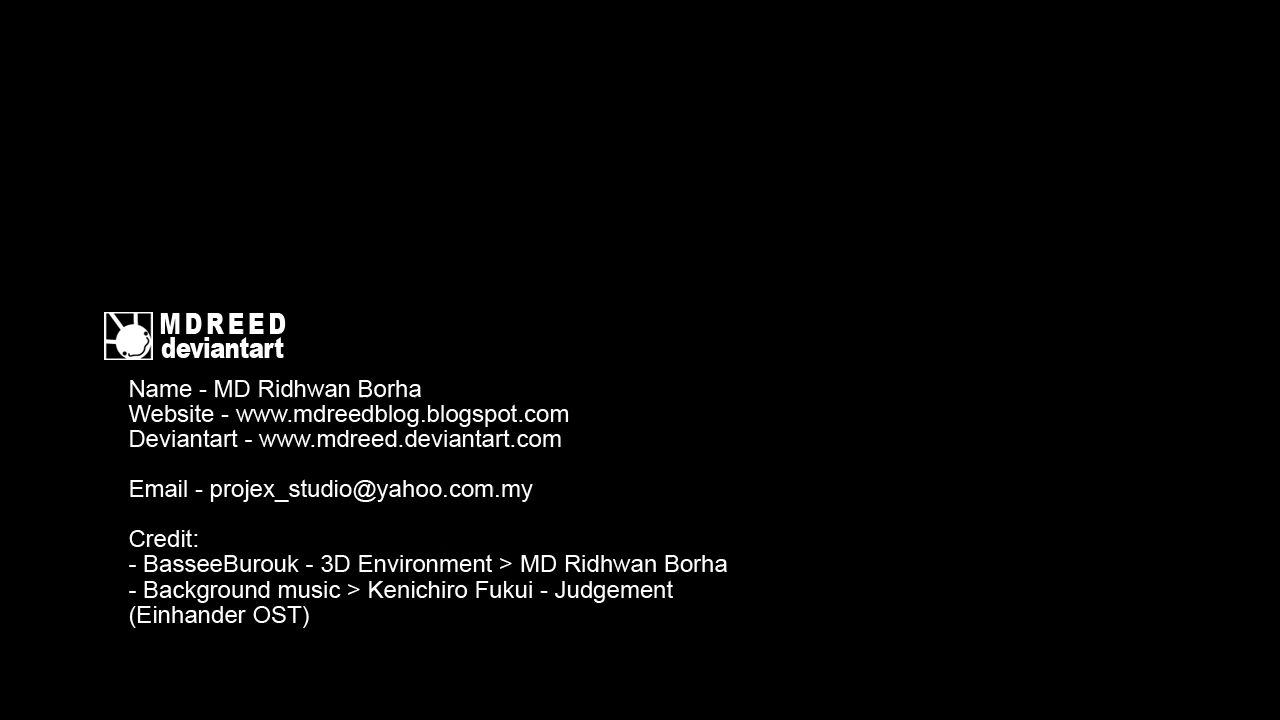 MDREED
deviantart
Name - MD Ridhwan Borha
Website - www.mdreedblog.blogspot.com
Deviantart - www.mdreed.deviantart.com
Email - projex_studio@yahoo.com.my
Credit:
- BasseeBurouk - 3D Environment > MD Ridhwan Borha
- Background music > Kenichiro Fukui - Judgement
(Einhander OST)